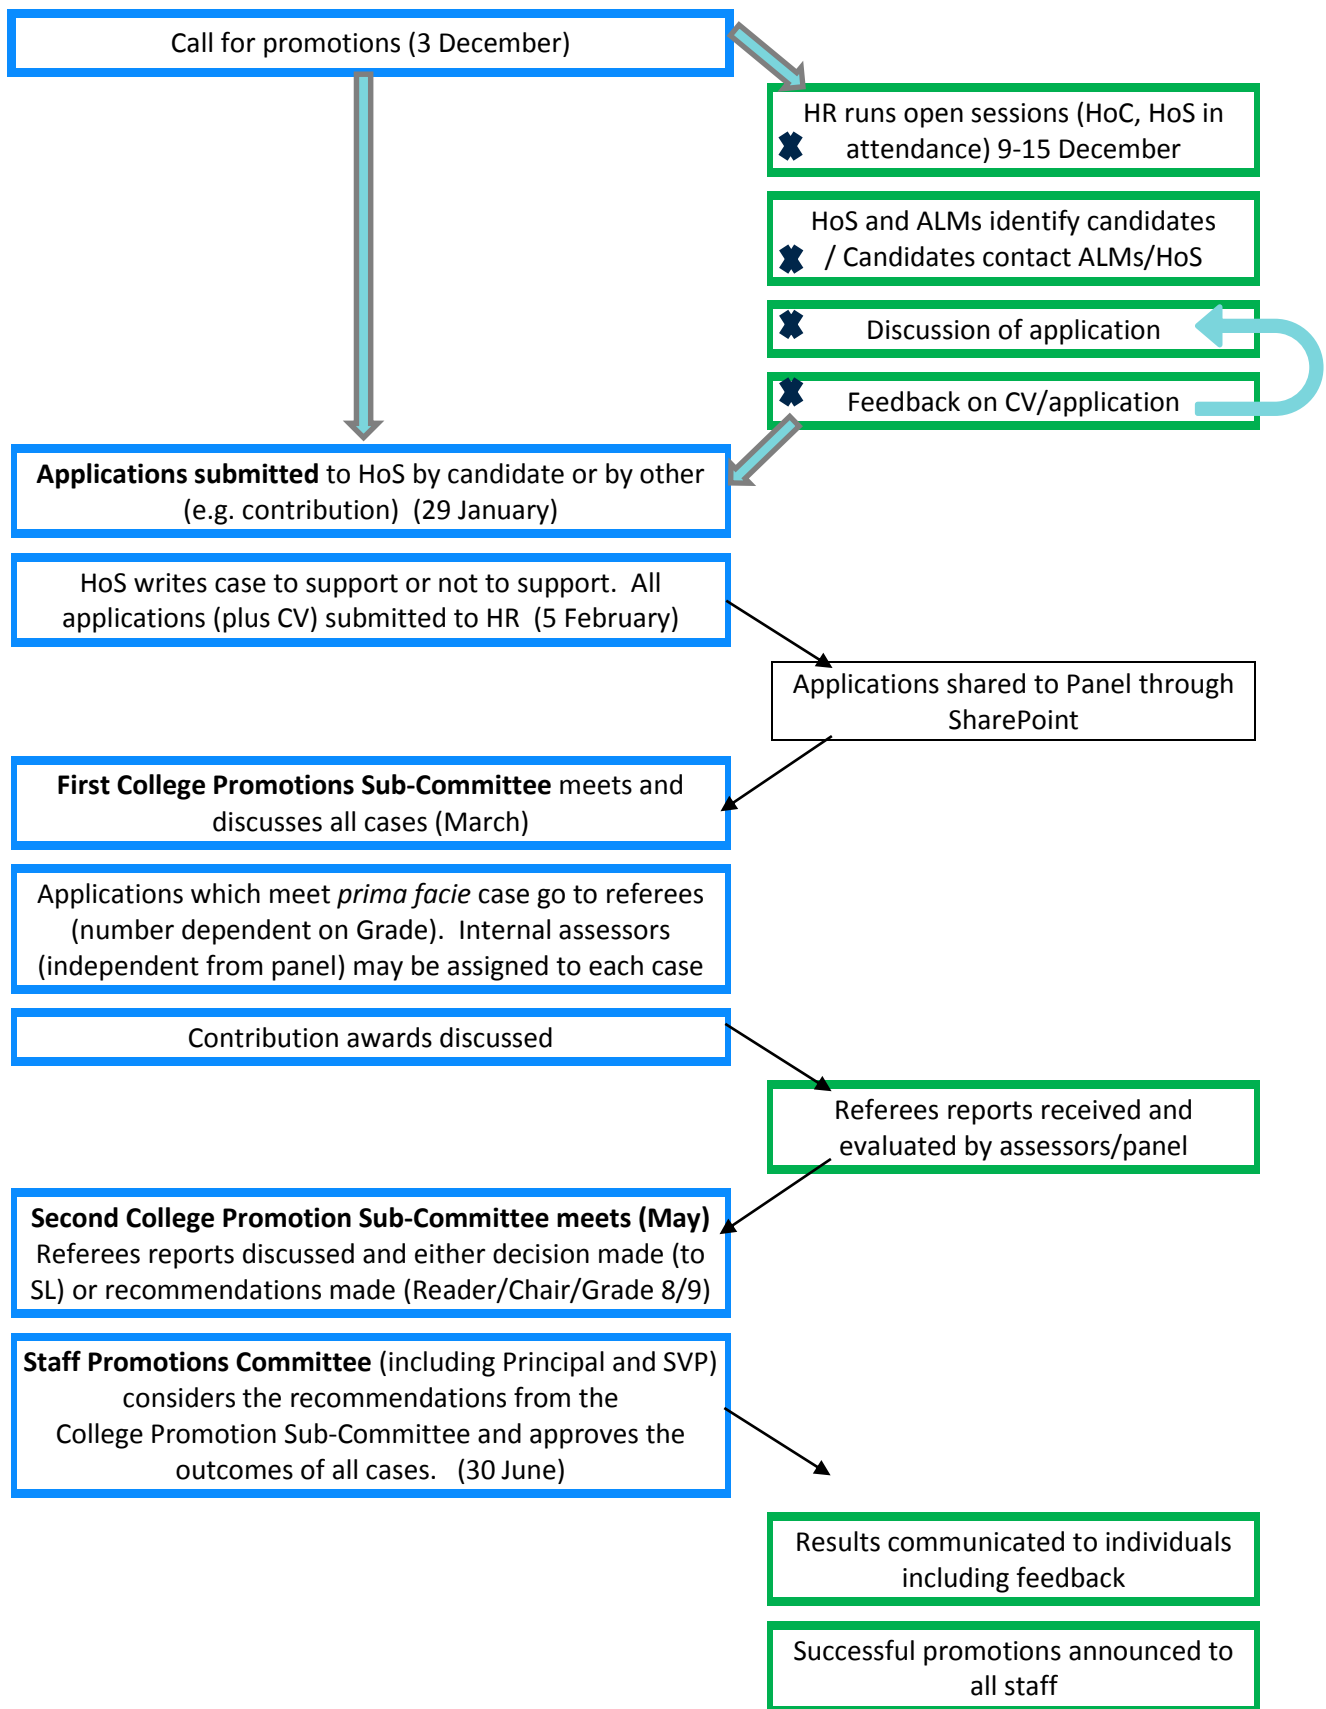 Call for promotions (3 December)
HR runs open sessions (HoC, HoS in
attendance) 9-15 December
HoS and ALMs identify candidates
/ Candidates contact ALMs/HoS
Discussion of application
Feedback on CV/application
Applications submitted to HoS by candidate or by other
(e.g. contribution)  (29 January)
HoS writes case to support or not to support.  All
applications (plus CV) submitted to HR  (5 February)
Applications shared to Panel through
SharePoint
First College Promotions Sub-Committee meets and
discusses all cases (March)
Applications which meet prima facie case go to referees
(number dependent on Grade).  Internal assessors
(independent from panel) may be assigned to each case
Contribution awards discussed
Referees reports received and
evaluated by assessors/panel
Second College Promotion Sub-Committee meets (May)
Referees reports discussed and either decision made (to
SL) or recommendations made (Reader/Chair/Grade 8/9)
Staff Promotions Committee (including Principal and SVP)
considers the recommendations from the
College Promotion Sub-Committee and approves the
outcomes of all cases.   (30 June)
Results communicated to individuals
including feedback
Successful promotions announced to
all staff